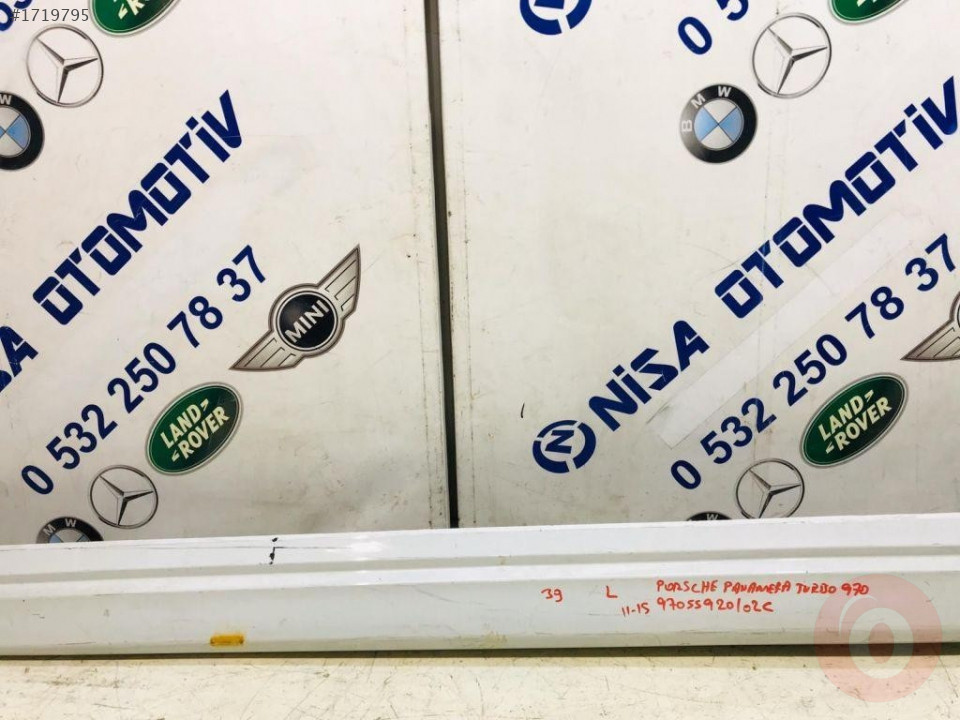 #1719795
BMW
NİSA OTOMOTİV
0 532 250 78 37
MINI
LAND-
-ROVER
BMW
NİSA OTOMOTİV
0 532 250 78 37
LAND-
-ROVER
39 L PORSCHE PANAMERA TURBO 970
11-15 97055920102C